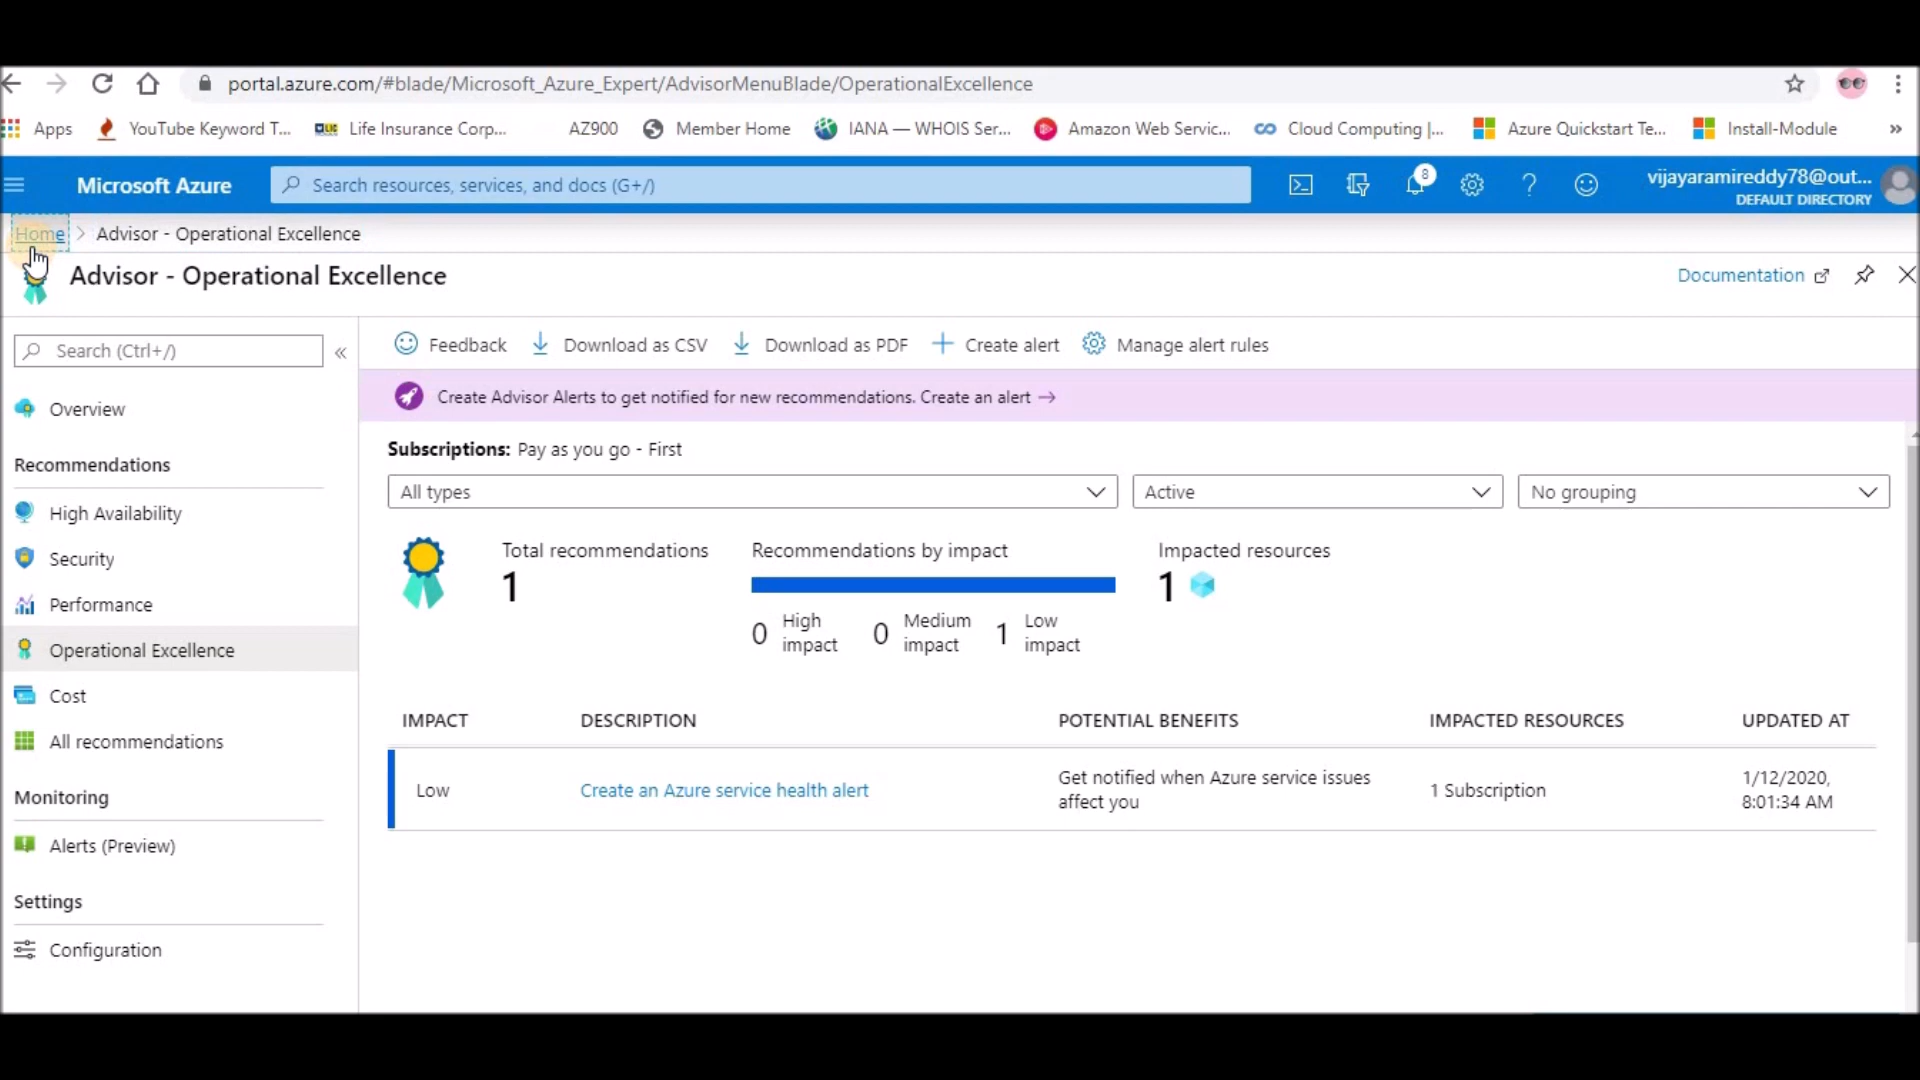 portal.azure.com/#blade/Microsoft_Azure_Expert/AdvisorMenuBlade/OperationalExcellence
Apps YouTube Keyword T... LIC Life Insurance Corp... AZ900 Member Home IANA — WHOIS Ser... Amazon Web Servic... Cloud Computing |... Azure Quickstart Te... Install-Module »
Microsoft Azure Search resources, services, and docs (G+/) 8 vijayaramireddy78@out...
DEFAULT DIRECTORY
Home > Advisor - Operational Excellence
Advisor - Operational Excellence Documentation
Search (Ctrl+/) « Feedback Download as CSV Download as PDF Create alert Manage alert rules
Create Advisor Alerts to get notified for new recommendations. Create an alert →
Overview
Recommendations
High Availability
Security
Performance
Operational Excellence
Cost
All recommendations
Monitoring
Alerts (Preview)
Settings
Configuration
Subscriptions: Pay as you go - First
All types Active No grouping
Total recommendations Recommendations by impact Impacted resources
1 1
0 High impact 0 Medium impact 1 Low impact
IMPACT DESCRIPTION POTENTIAL BENEFITS IMPACTED RESOURCES UPDATED AT
Low Create an Azure service health alert Get notified when Azure service issues affect you 1 Subscription 1/12/2020, 8:01:34 AM